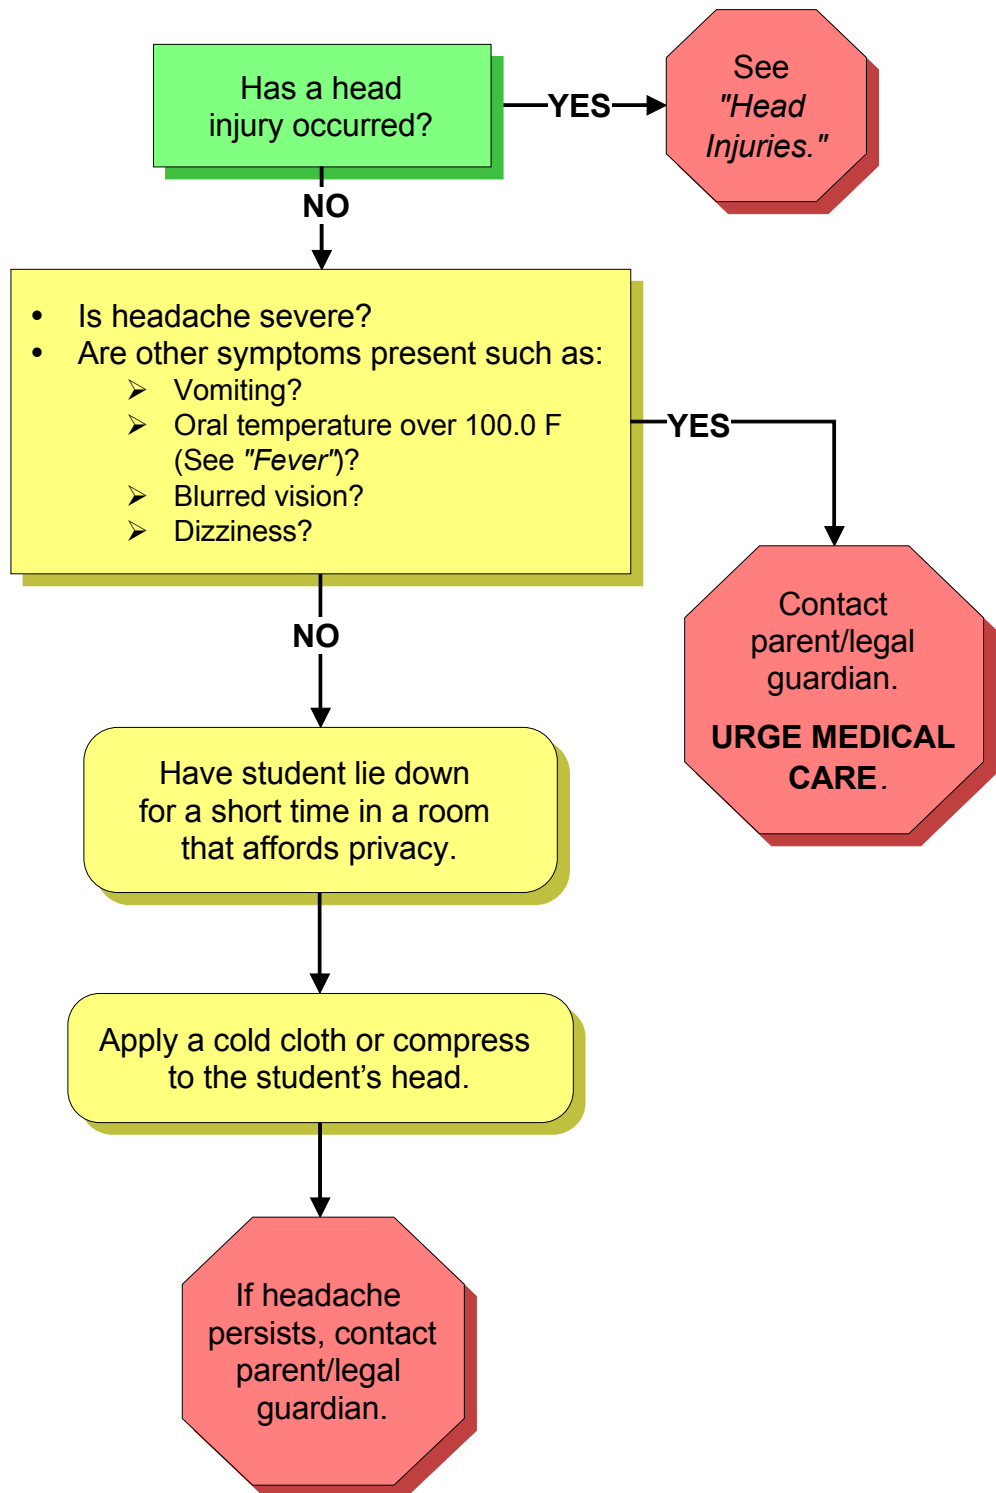 Has a head
injury occurred?
YES
See
"Head
Injuries."
NO
• Is headache severe?
• Are other symptoms present such as:
➢ Vomiting?
➢ Oral temperature over 100.0 F
(See "Fever")?
➢ Blurred vision?
➢ Dizziness?
YES
Contact
parent/legal
guardian.
URGE MEDICAL
CARE.
NO
Have student lie down
for a short time in a room
that affords privacy.
Apply a cold cloth or compress
to the student’s head.
If headache
persists, contact
parent/legal
guardian.